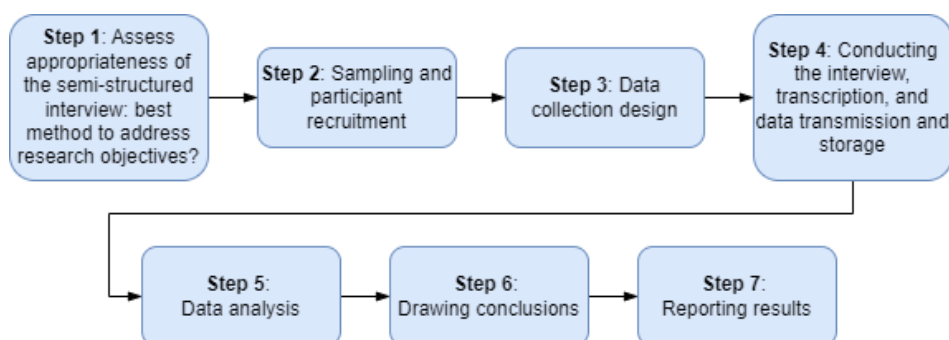 Step 1: Assess
appropriateness of
the semi-structured
interview: best
method to address
research objectives?
Step 2: Sampling and
participant
recruitment
Step 3: Data
collection design
Step 4: Conducting
the interview,
transcription, and
data transmission and
storage
Step 5:
Data analysis
Step 6:
Drawing conclusions
Step 7:
Reporting results